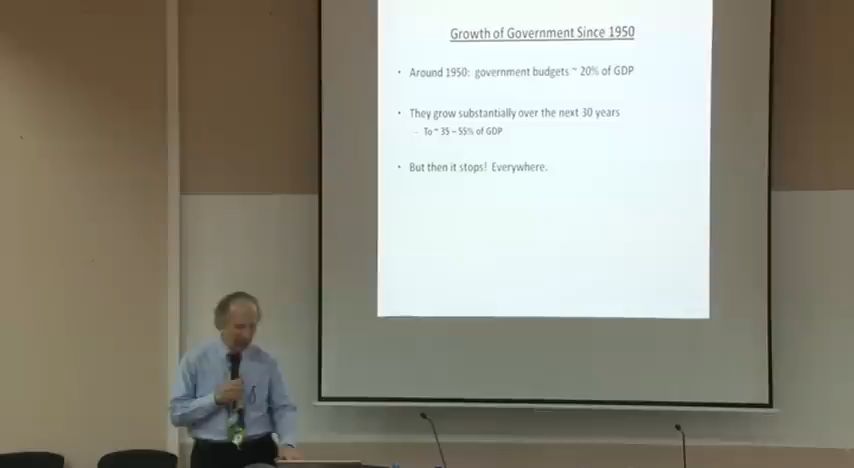 Growth of Government Since 1950
• Around 1950: government budgets ~ 20% of GDP
• They grow substantially over the next 30 years
– To ~ 35 – 55% of GDP
• But then it stops! Everywhere.